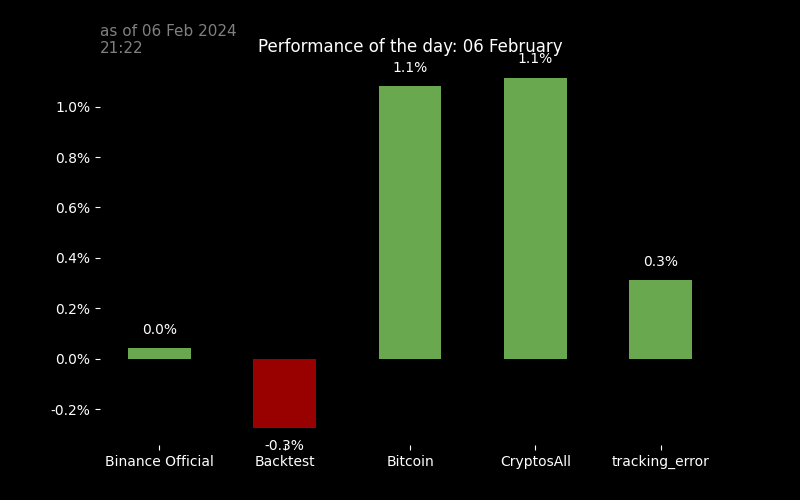 as of 06 Feb 2024
21:22
Performance of the day: 06 February
1.1%
1.1%
1.0%
0.8%
0.6%
0.4%
0.3%
0.2%
0.0%
0.0%
-0.2%
-0.3%
Binance Official
Backtest
Bitcoin
CryptosAll
tracking_error